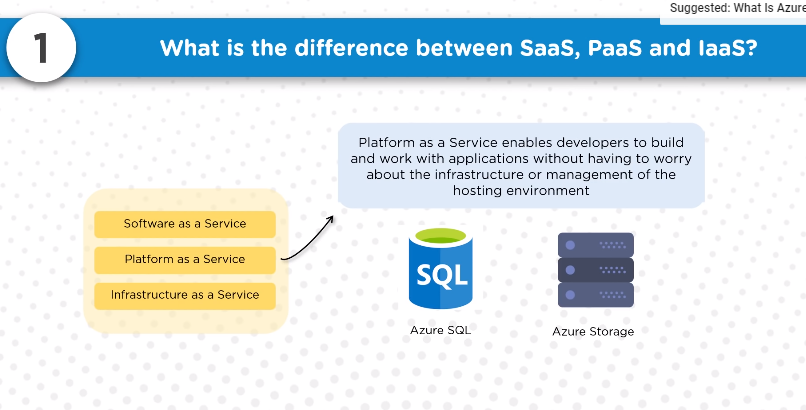 Suggested: What Is Azure
1
What is the difference between SaaS, PaaS and IaaS?
Platform as a Service enables developers to build
and work with applications without having to worry
about the infrastructure or management of the
hosting environment
Software as a Service
Platform as a Service
Infrastructure as a Service
SQL
Azure SQL
Azure Storage